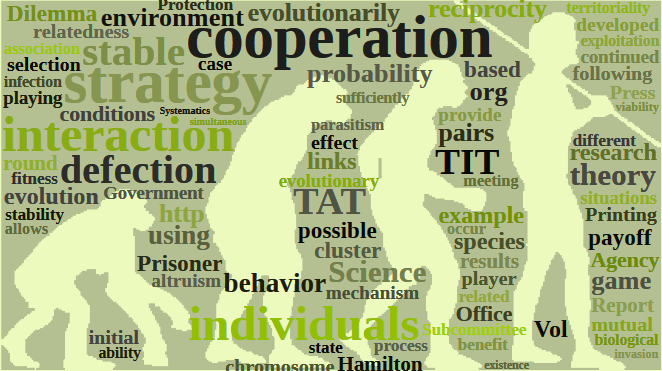 Protection
Dilemma environment evolutionarily reciprocity territoriality
relatedness cooperation developed
association stable exploitation
selection case continued
infection strategy probability based following
playing sufficiently org Press
conditions Systematics viability
simultaneous provide
interaction parasitism pairs different
defection effect TIT research
round links
fitness evolutionary meeting theory
evolution Government TAT situations
stability http example Printing
allows possible occur
using cluster species payoff
Prisoner Science results Agency
altruism behavior player game
mechanism related
individuals Office Report
Subcommittee Vol mutual
initial state process benefit biological
ability invasion
chromosome Hamilton existence